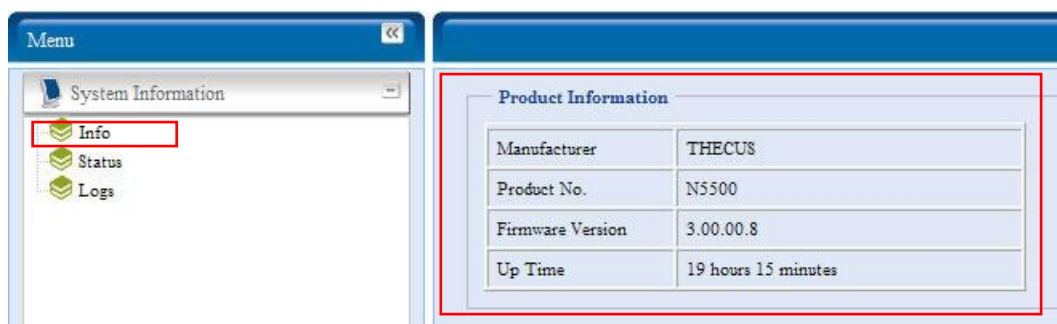 Menu
System Information
Info
Status
Logs
Product Information
Manufacturer THECUS
Product No. N5500
Firmware Version 3.00.00.8
Up Time 19 hours 15 minutes